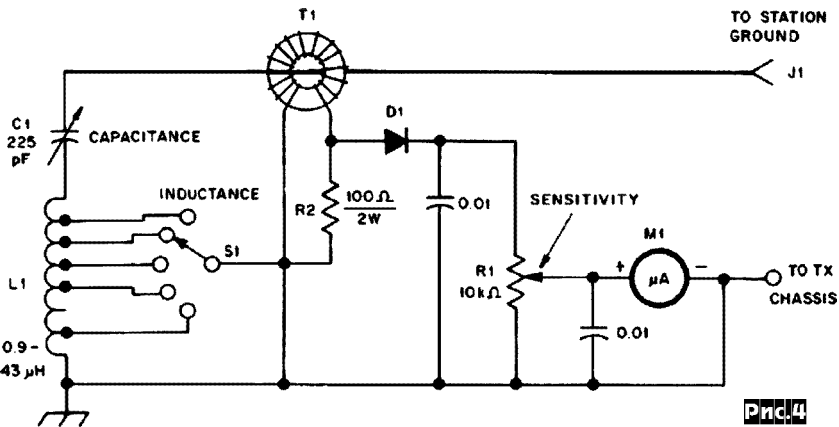 T1
TO STATION
GROUND
J1
C1
225
pF
CAPACITANCE
D1
INDUCTANCE
R2
100Ω
2W
0.01
SENSITIVITY
S1
M1
L1
R1
10kΩ
+
μA
−
TO TX
CHASSIS
0.01
0.9-
43 μH
Рис.4